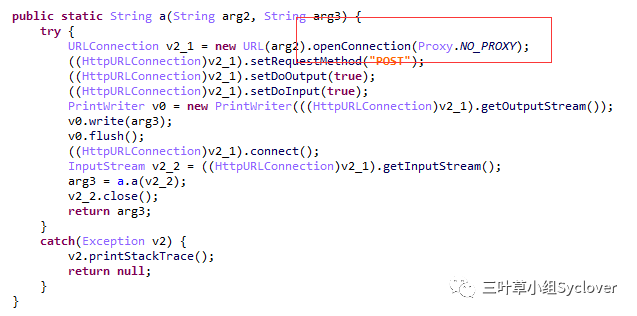 public static String a(String arg2, String arg3) {
try {
URLConnection v2_1 = new URL(arg2).openConnection(Proxy.NO_PROXY);
((HttpURLConnection)v2_1).setRequestMethod("POST");
((HttpURLConnection)v2_1).setDoOutput(true);
((HttpURLConnection)v2_1).setDoInput(true);
PrintWriter v0 = new PrintWriter(((HttpURLConnection)v2_1).getOutputStream());
v0.write(arg3);
v0.flush();
((HttpURLConnection)v2_1).connect();
InputStream v2_2 = ((HttpURLConnection)v2_1).getInputStream();
arg3 = a.a(v2_2);
v2_2.close();
return arg3;
}
catch(Exception v2) {
v2.printStackTrace();
return null;
}
}
三叶草小组Syclover